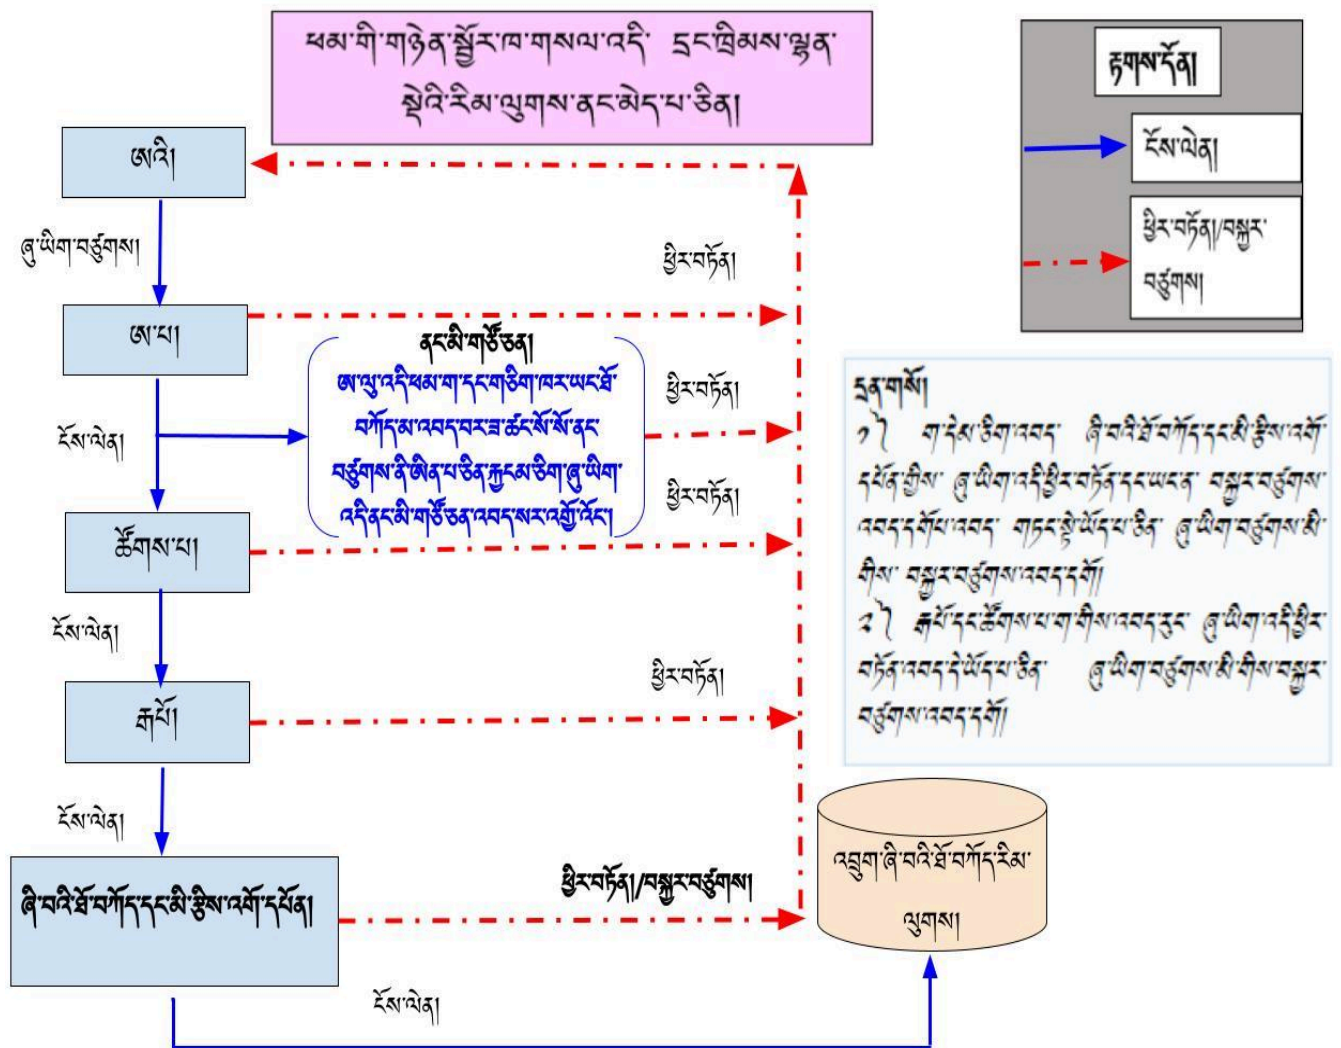 ཕམ་གི་གཉེན་སྦྱོར་ཁ་གསལ་འདི་ དྲང་ཁྲིམས་ལྷན་
སྡེའི་རིམ་ལུགས་ནང་མེད་པ་ཅིན།
རྟགས་དོན།
ངོས་ལེན།
ཕྱིར་བཏོན།/བསྐྱར་
བཙུགས།
ཨའི།
ཞུ་ཡིག་བཙུགས།
ཕྱིར་བཏོན།
ཨ་པ།
ནང་མི་གཙོ་ཅན།
ཨ་ལུ་འདི་ཕམ་ག་དང་གཅིག་ཁར་ཡང་ཐོ་
བཀོད་མ་འབད་བར་ཟ་ཚང་སོ་སོ་ནང་
བཙུགས་ནི་ཨིན་པ་ཅིན་རྐྱངམ་ཅིག་ཞུ་ཡིག་
འདི་ནང་མི་གཙོ་ཅན་འབད་སར་འགྱོ་འོང་།
ཕྱིར་བཏོན།
ངོས་ལེན།
ཕྱིར་བཏོན།
ཚོགས་པ།
ངོས་ལེན།
ཕྱིར་བཏོན།
རྒཔོ།
ངོས་ལེན།
ཞི་བའི་ཐོ་བཀོད་དང་མི་རྩིས་འགོ་དཔོན།
ཕྱིར་བཏོན།/བསྐྱར་བཙུགས།
ངོས་ལེན།
དྲན་གསོ།
༡༽ ག་དེམ་ཅིག་འབད་ ཞི་བའི་ཐོ་བཀོད་དང་མི་རྩིས་འགོ་
དཔོན་གྱིས་ ཞུ་ཡིག་འདི་ཕྱིར་བཏོན་དང་ཡང་ན་ བསྐྱར་བཙུགས་
འབད་དགོཔ་འབད་ གཏང་སྟེ་ཡོད་པ་ཅིན་ ཞུ་ཡིག་བཙུགས་མི་
གིས་ བསྐྱར་བཙུགས་འབད་དགོ།
༢༽ རྒཔོ་དང་ཚོགས་པ་ག་གིས་འབད་རུང་ ཞུ་ཡིག་འདི་ཕྱིར་
བཏོན་འབད་དེ་ཡོད་པ་ཅིན་ ཞུ་ཡིག་བཙུགས་མི་གིས་བསྐྱར་
བཙུགས་འབད་དགོ།
འབྲུག་ཞི་བའི་ཐོ་བཀོད་རིམ་
ལུགས།